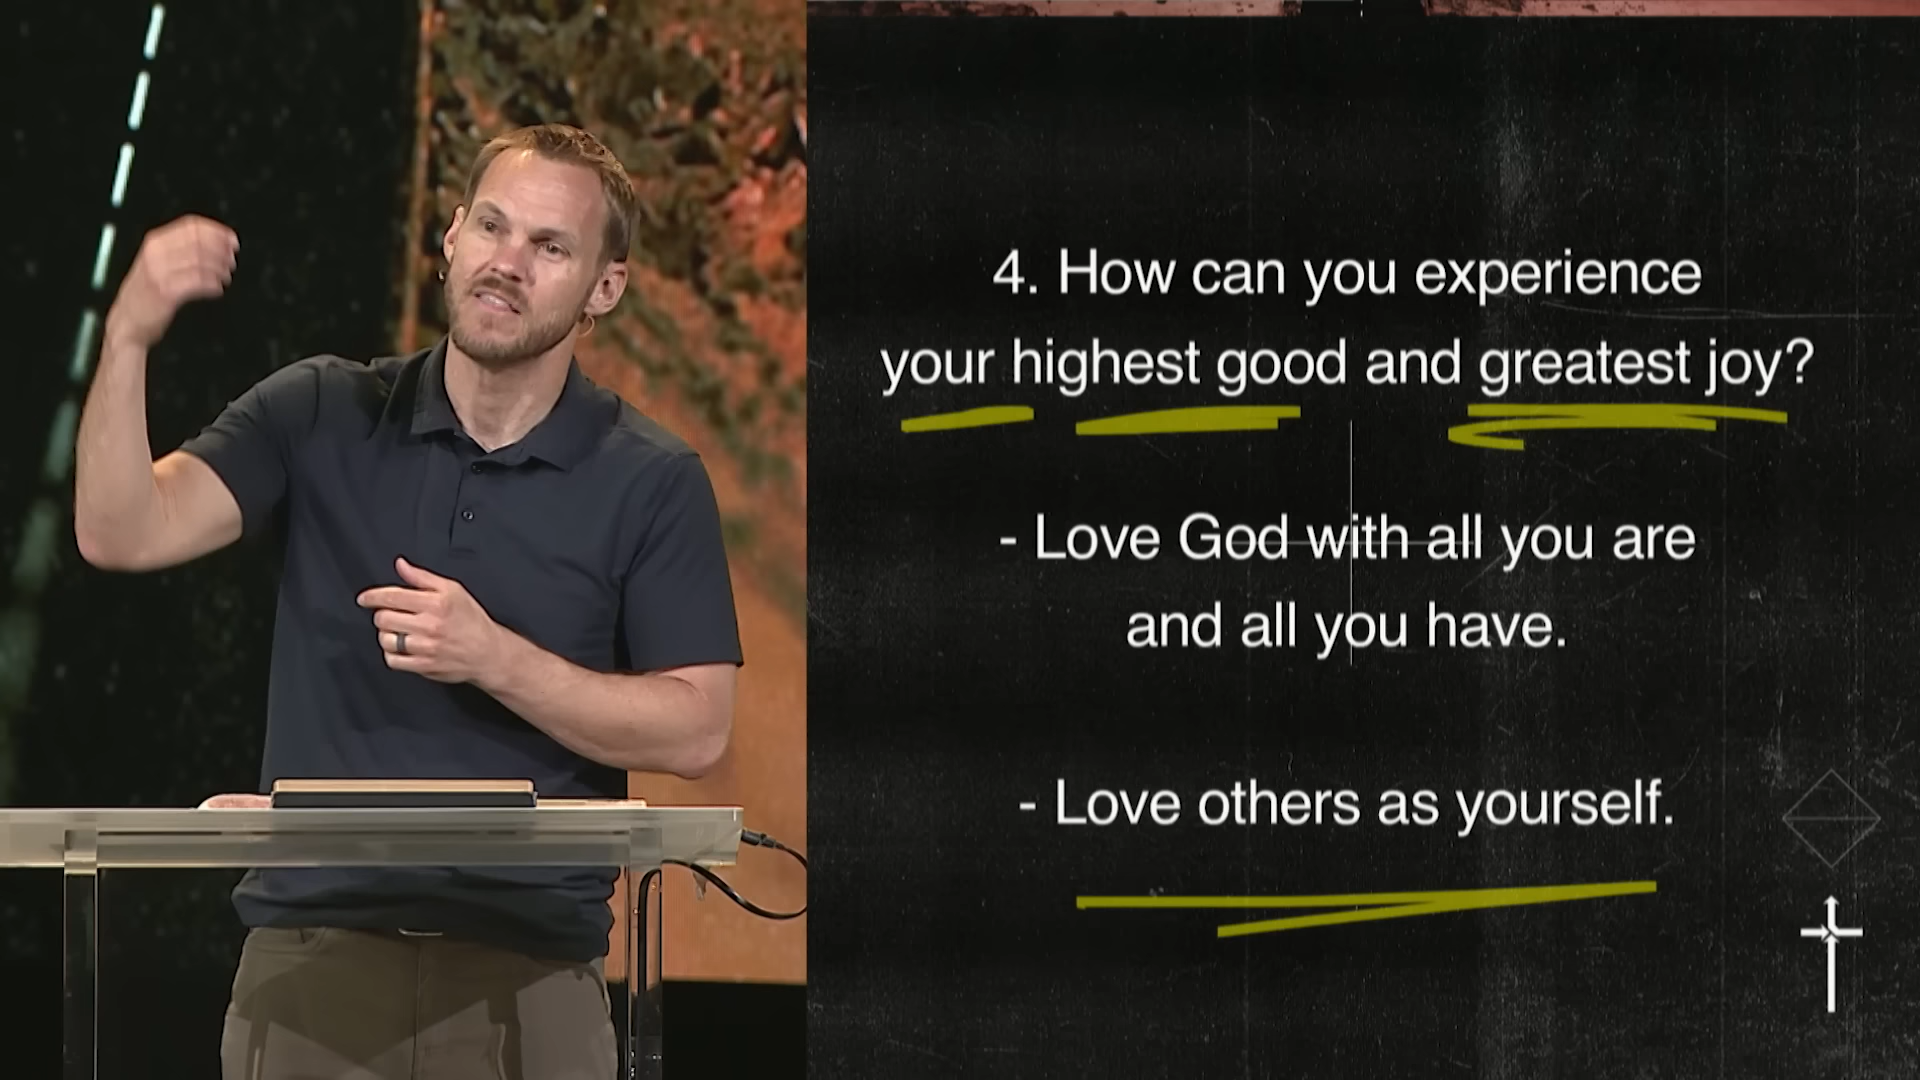 4. How can you experience
your highest good and greatest joy?
- Love God with all you are
and all you have.
- Love others as yourself.